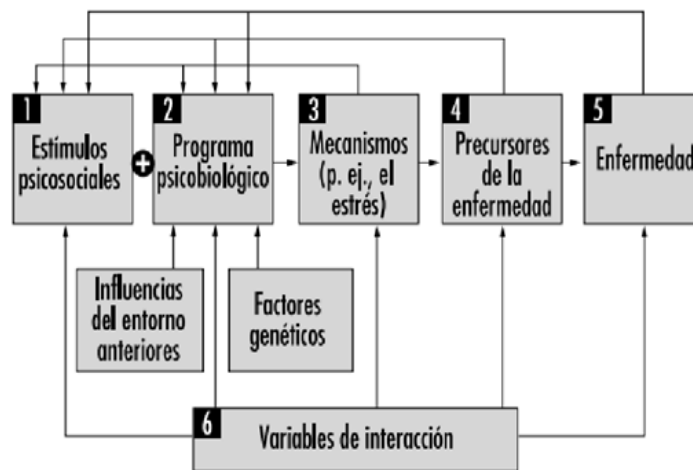 1
Estímulos
psicosociales
+
2
Programa
psicobiológico
3
Mecanismos
(p. ej., el
estrés)
4
Precursores
de la
enfermedad
5
Enfermedad
Influencias
del entorno
anteriores
Factores
genéticos
6
Variables de interacción